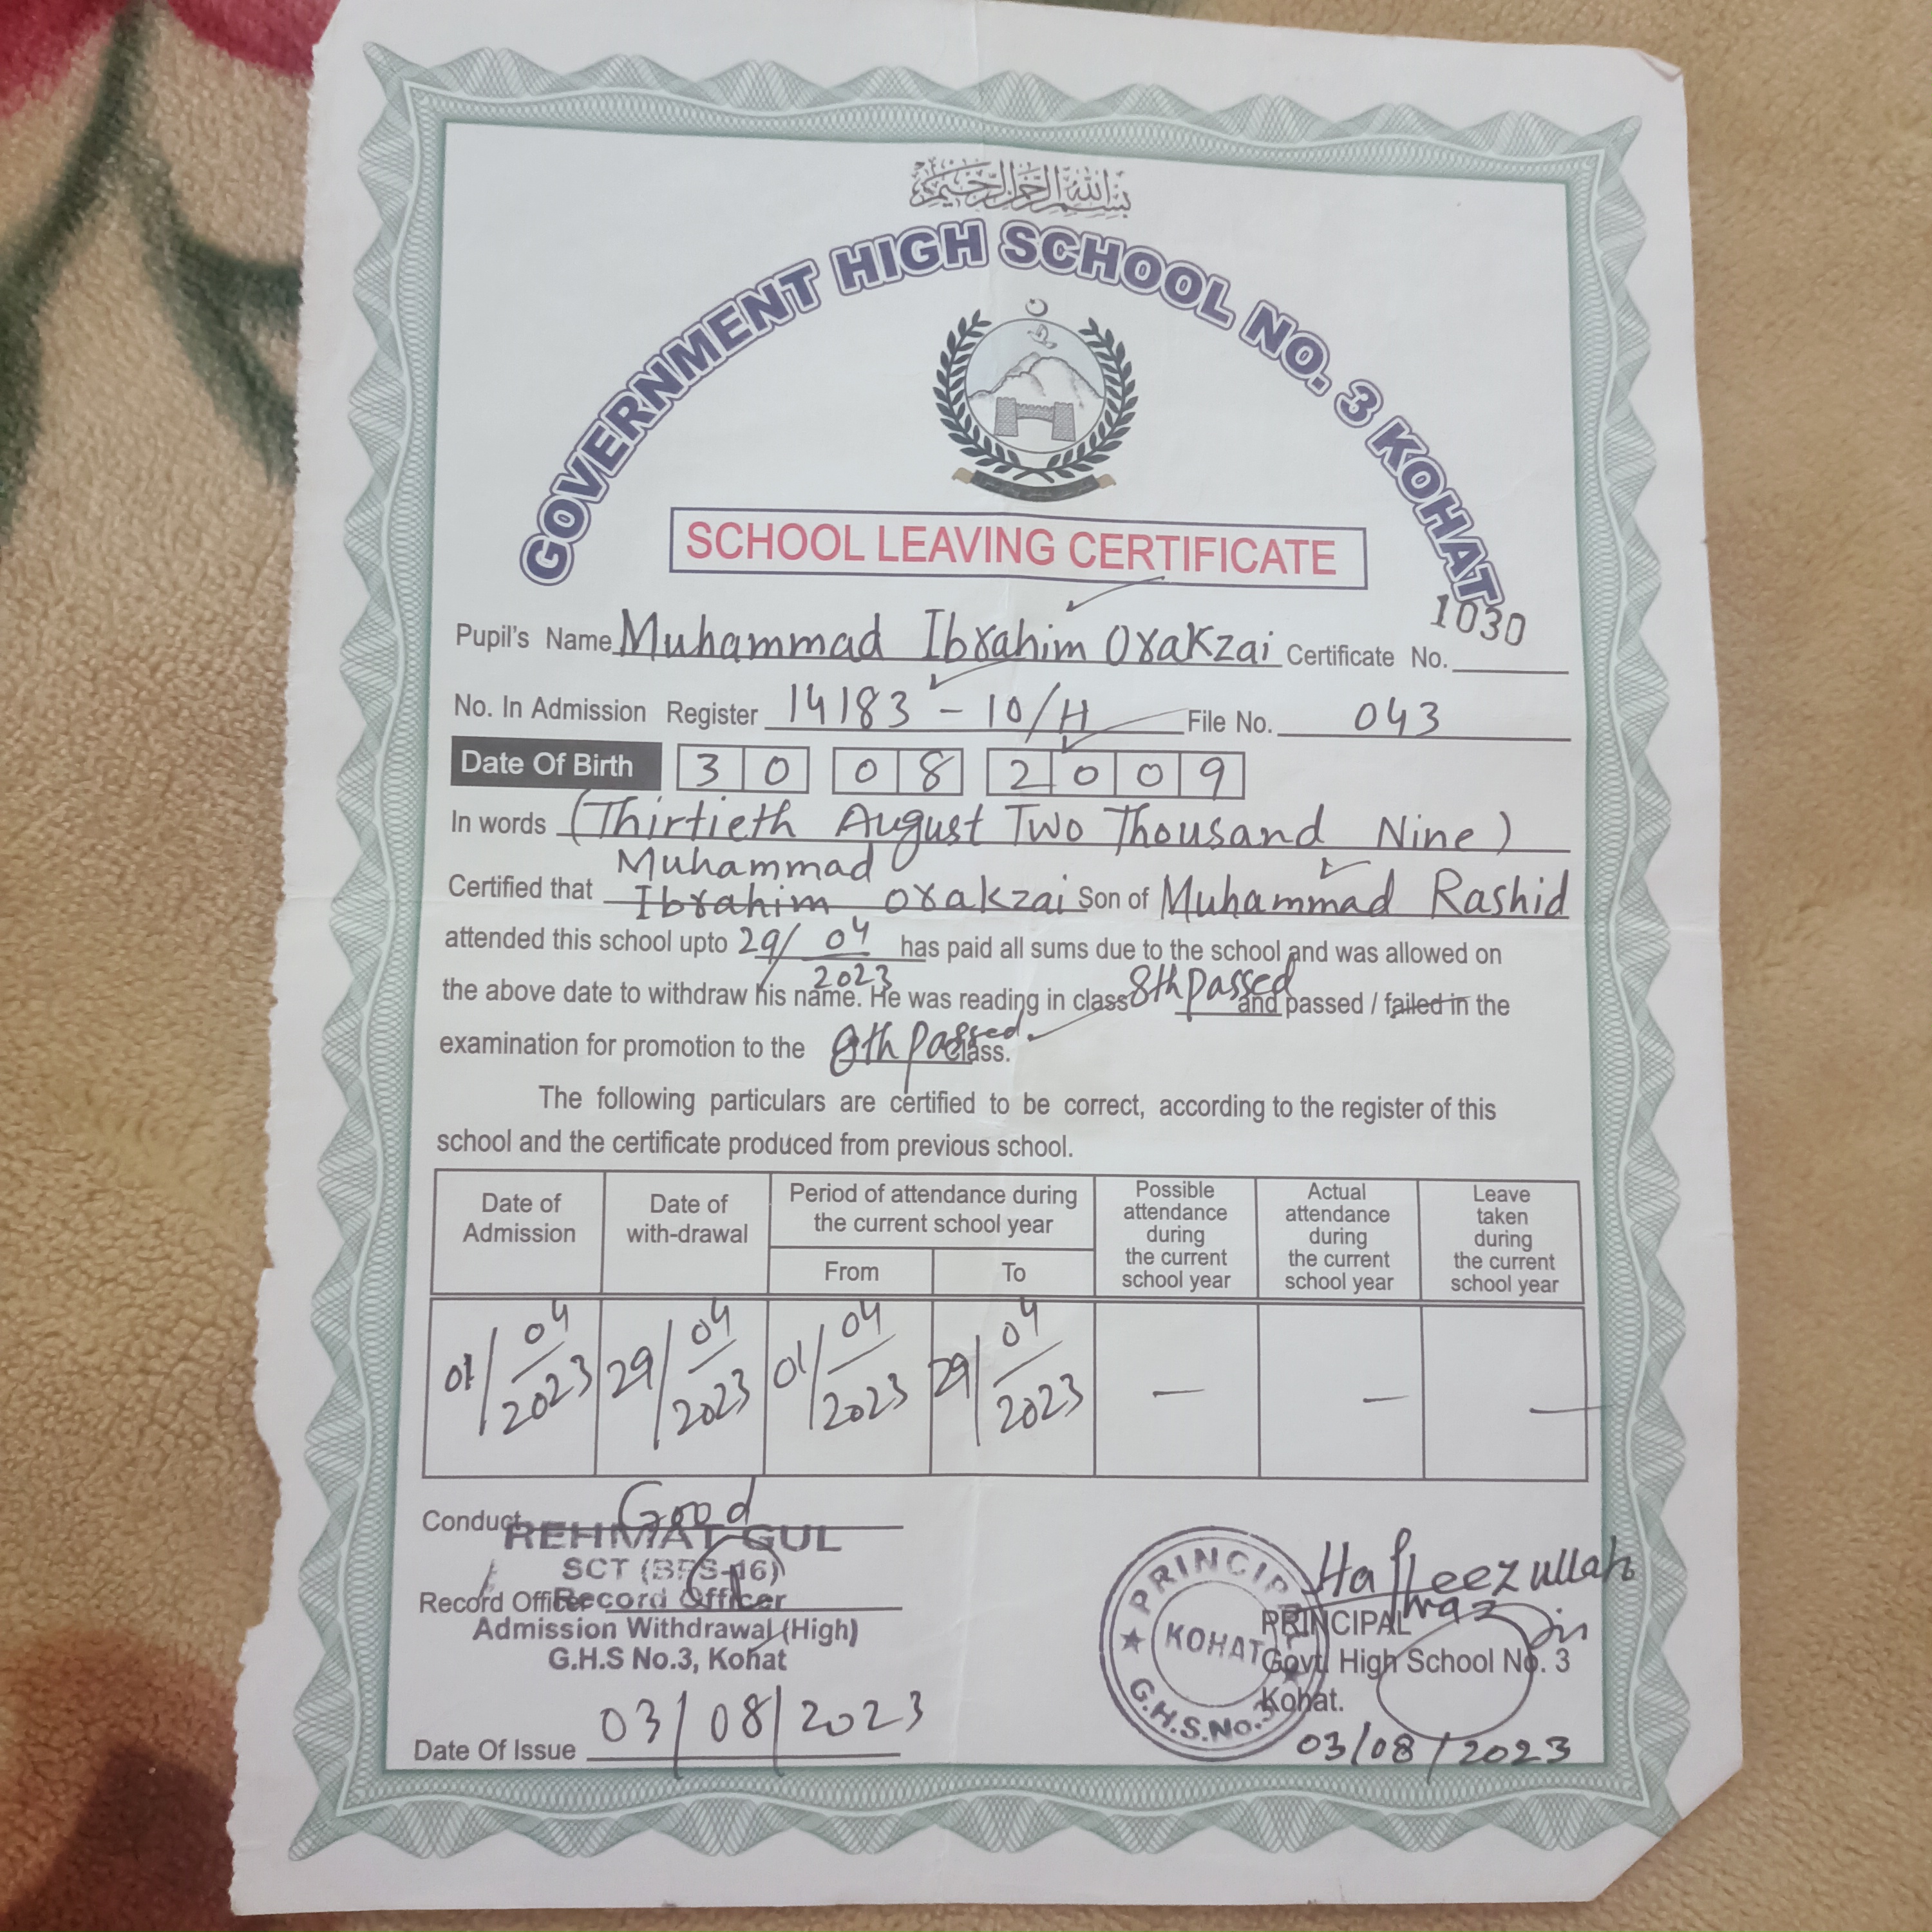 بسم الله الرحمن الرحيم
GOVERNMENT HIGH SCHOOL NO. 3 KOHAT
SCHOOL LEAVING CERTIFICATE
1030
Pupil's Name Muhammad Ibrahim Orakzai Certificate No.
No. In Admission Register 14183 - 10/H File No. 043
Date Of Birth 30 08 2009
In words (Thirtieth August Two Thousand Nine)
Muhammad
Certified that Ibrahim orakzai Son of Muhammad Rashid
attended this school upto 29/04/2023 has paid all sums due to the school and was allowed on
the above date to withdraw his name. He was reading in class 8th passed and passed / failed in the
examination for promotion to the 8th Passed. class.
The following particulars are certified to be correct, according to the register of this
school and the certificate produced from previous school.
Date of Admission Date of with-drawal Period of attendance during the current school year Possible attendance during the current school year Actual attendance during the current school year Leave taken during the current school year
From To
01/04/2023 29/04/2023 01/04/2023 29/04/2023 — — —
Conduct Good
REHMAT GUL
SCT (BPS-16)
Record Officer Record Officer
Admission Withdrawal (High)
G.H.S No.3, Kohat
Date Of Issue 03/08/2023
PRINCIPAL
KOHAT
G.H.S.No.3
Hafeezullah
PRINCIPAL
Govt. High School No. 3
Kohat.
03/08/2023